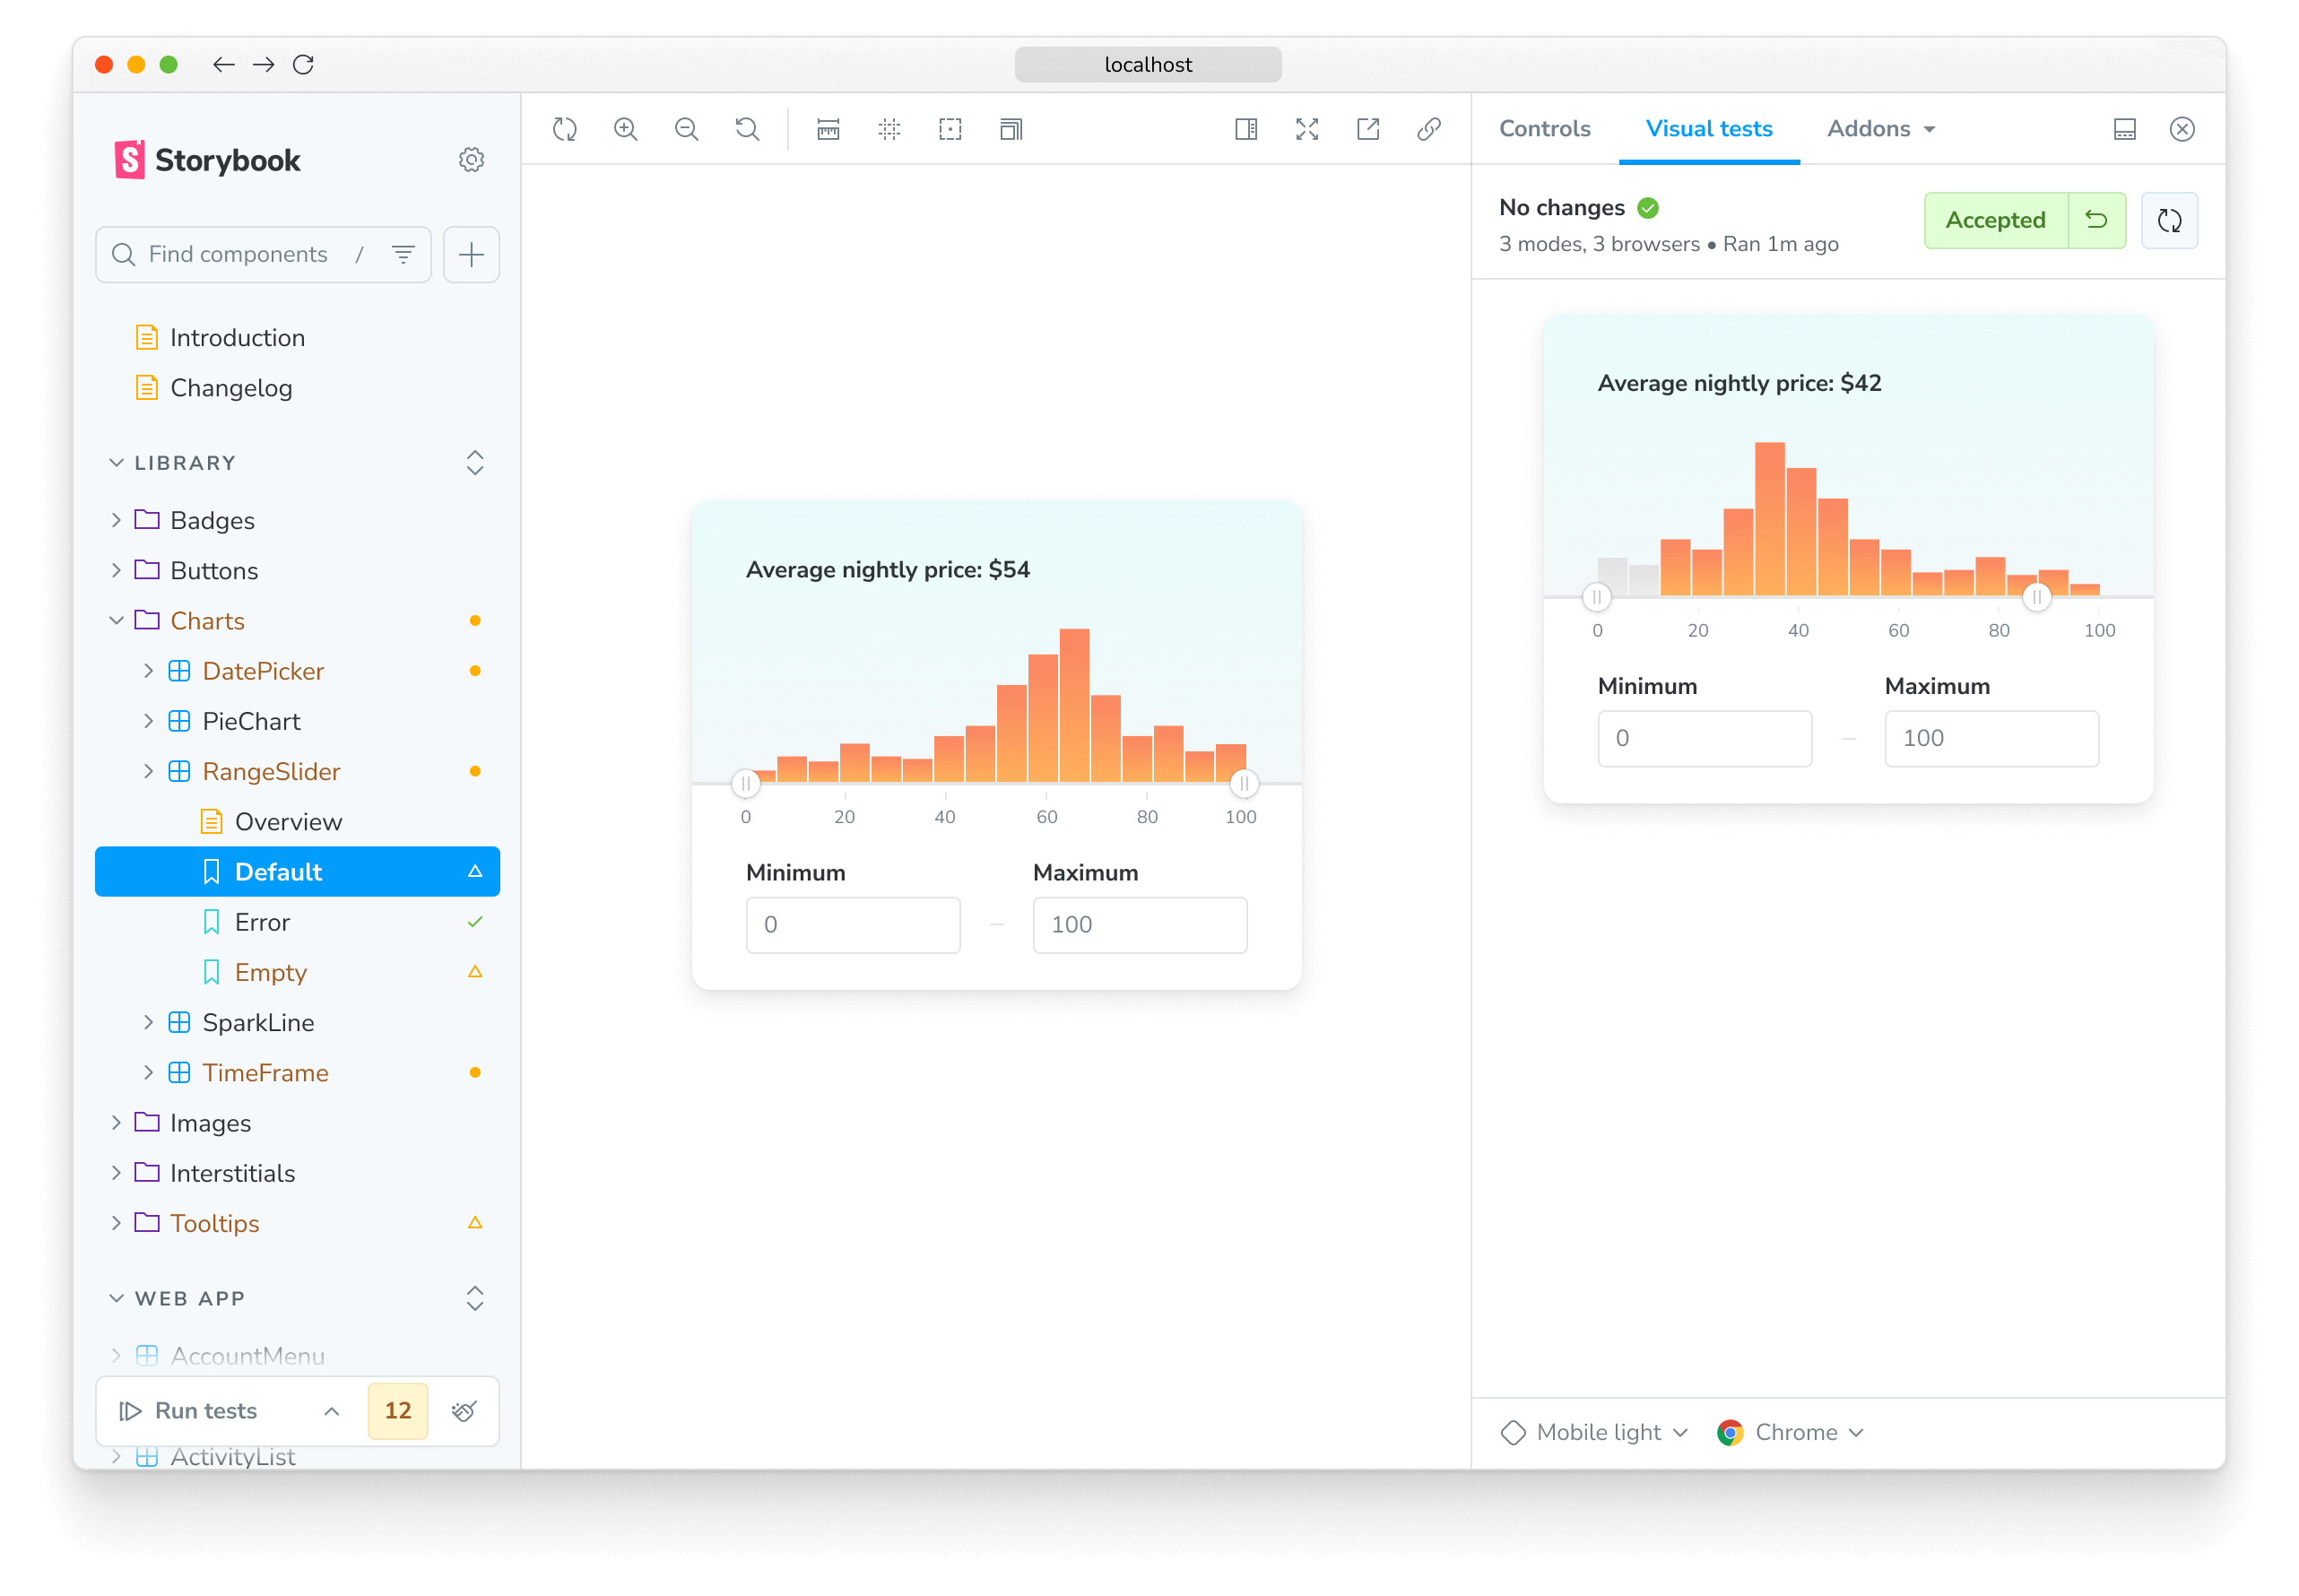 localhost
Storybook
Find components /
Introduction
Changelog
LIBRARY
Badges
Buttons
Charts
DatePicker
PieChart
RangeSlider
Overview
Default
Error
Empty
SparkLine
TimeFrame
Images
Interstitials
Tooltips
WEB APP
AccountMenu
Run tests 12
ActivityList
Average nightly price: $54
0 20 40 60 80 100
Minimum Maximum
0 – 100
Controls Visual tests Addons
No changes
3 modes, 3 browsers • Ran 1m ago
Accepted
Average nightly price: $42
0 20 40 60 80 100
Minimum Maximum
0 – 100
Mobile light Chrome